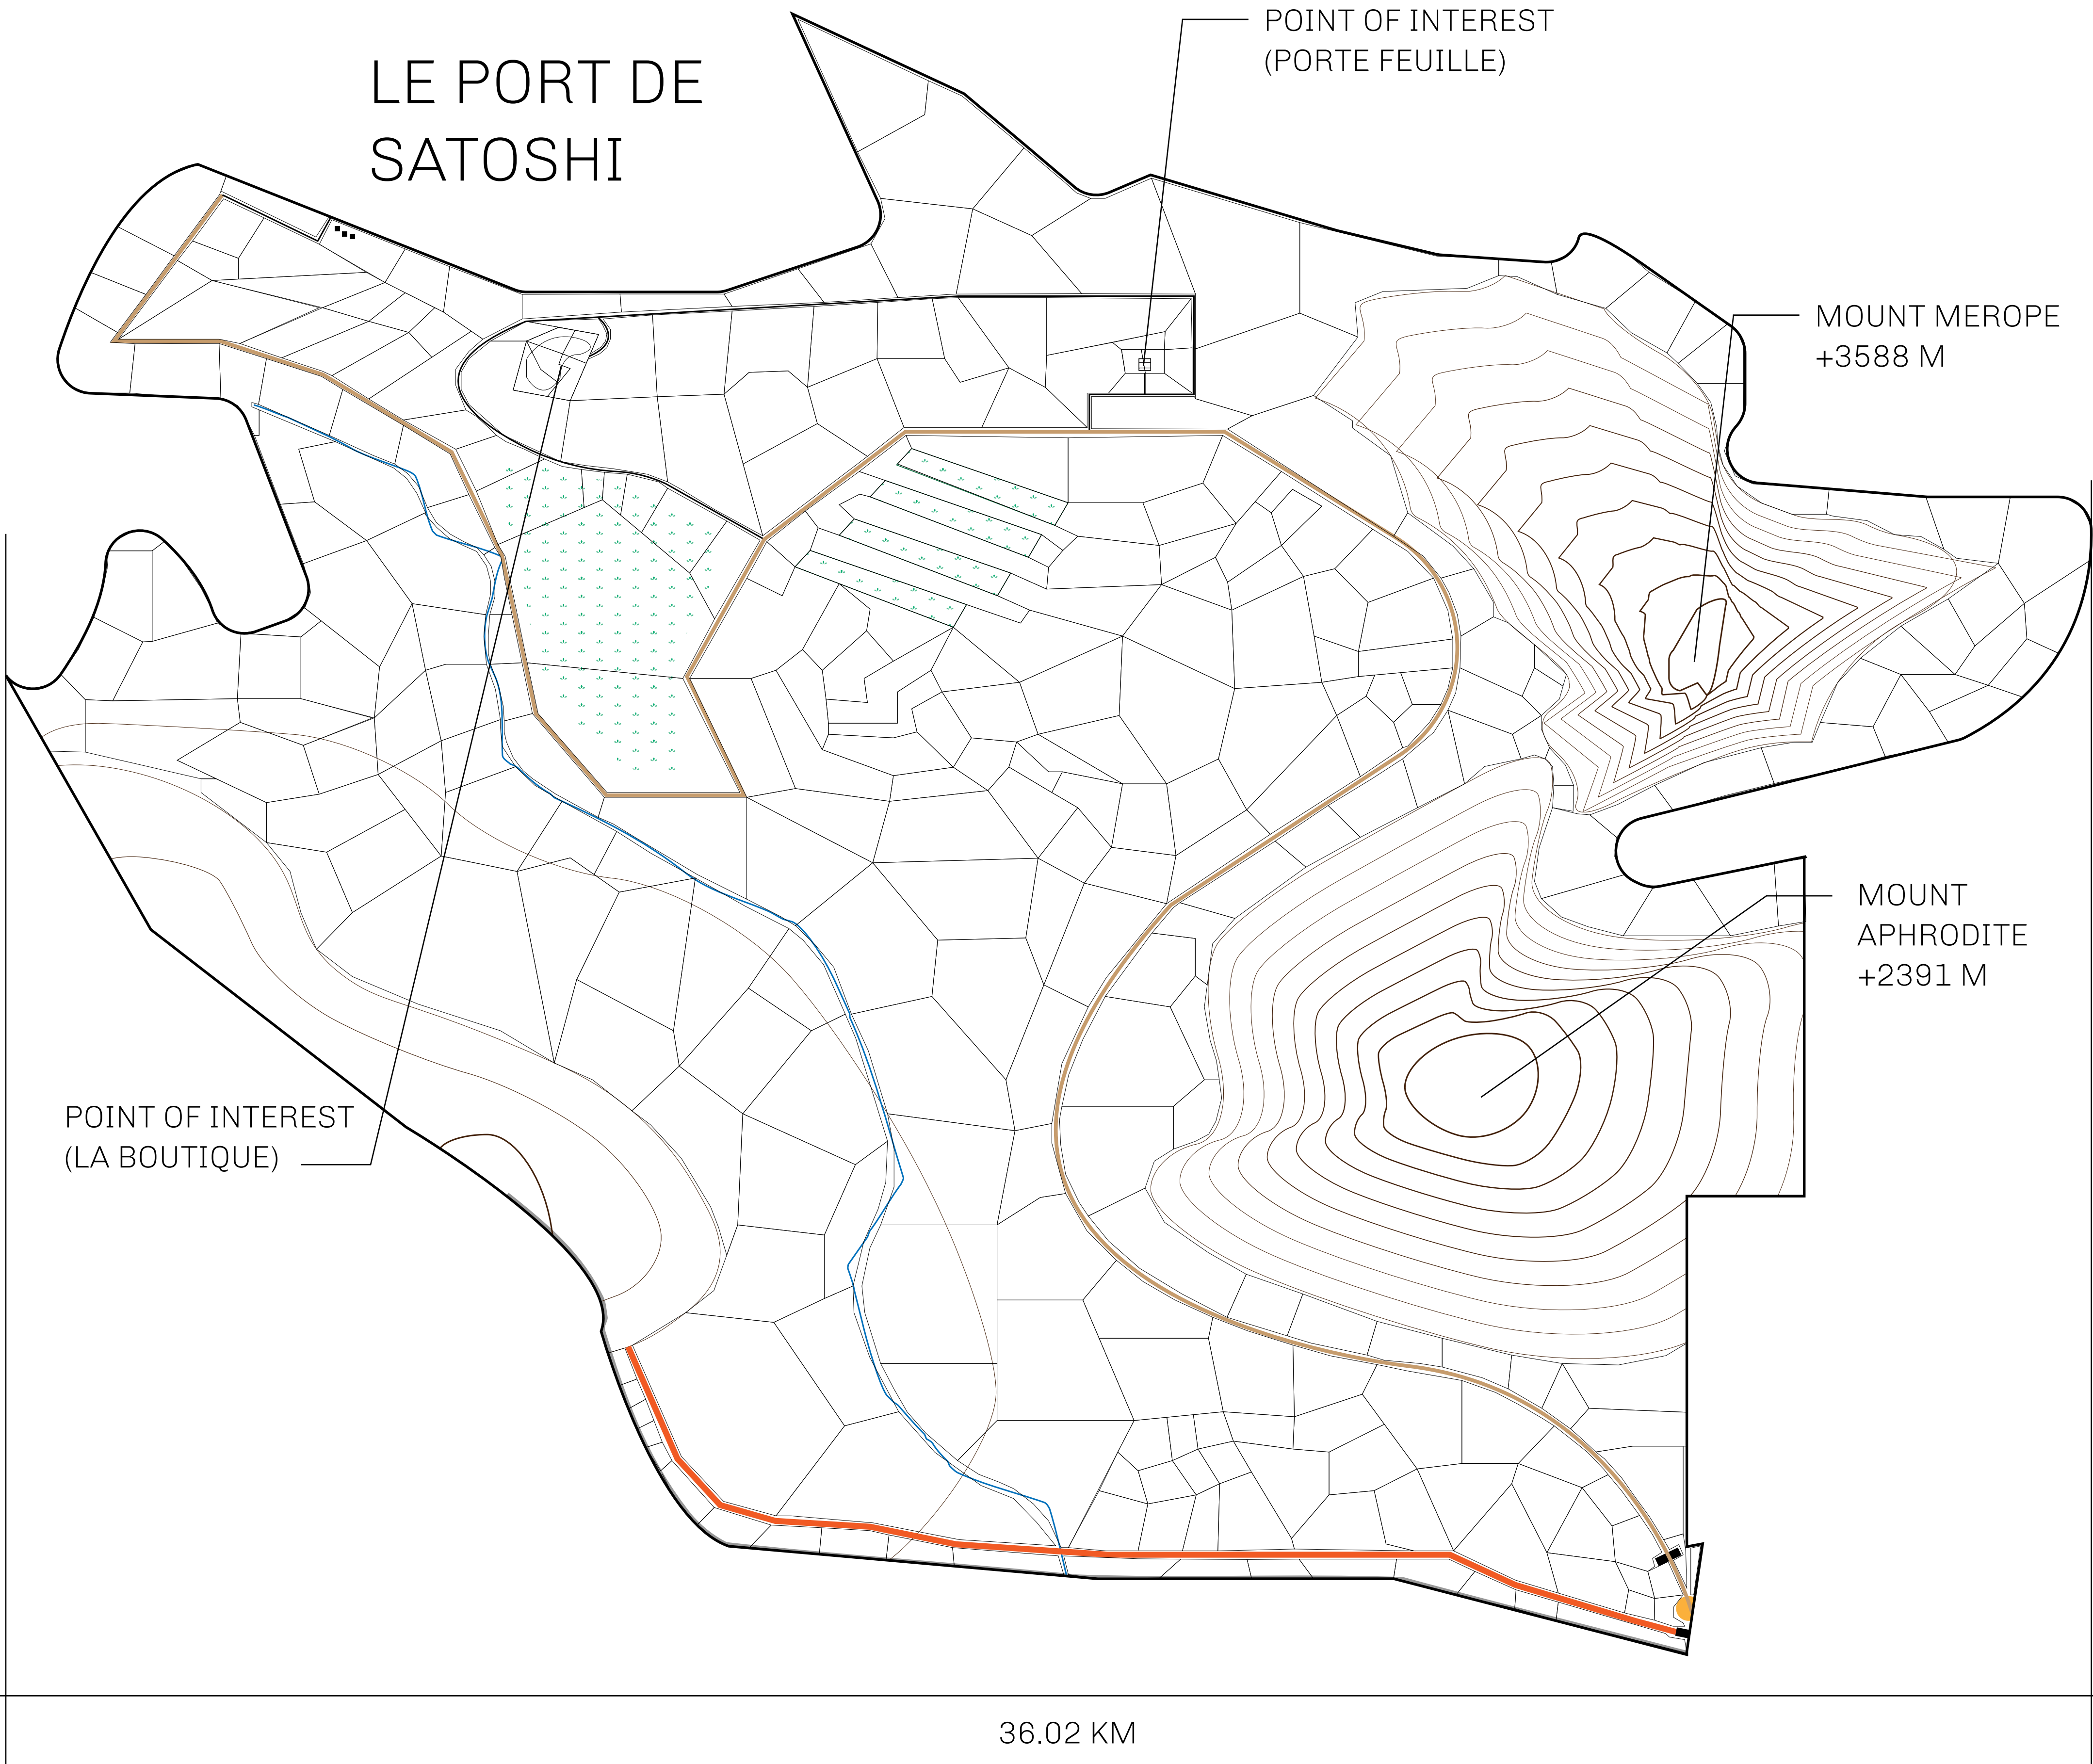 LE PORT DE
SATOSHI
POINT OF INTEREST
(PORTE FEUILLE)
MOUNT MEROPE
+3588 M
MOUNT
APHRODITE
+2391 M
POINT OF INTEREST
(LA BOUTIQUE)
36.02 KM